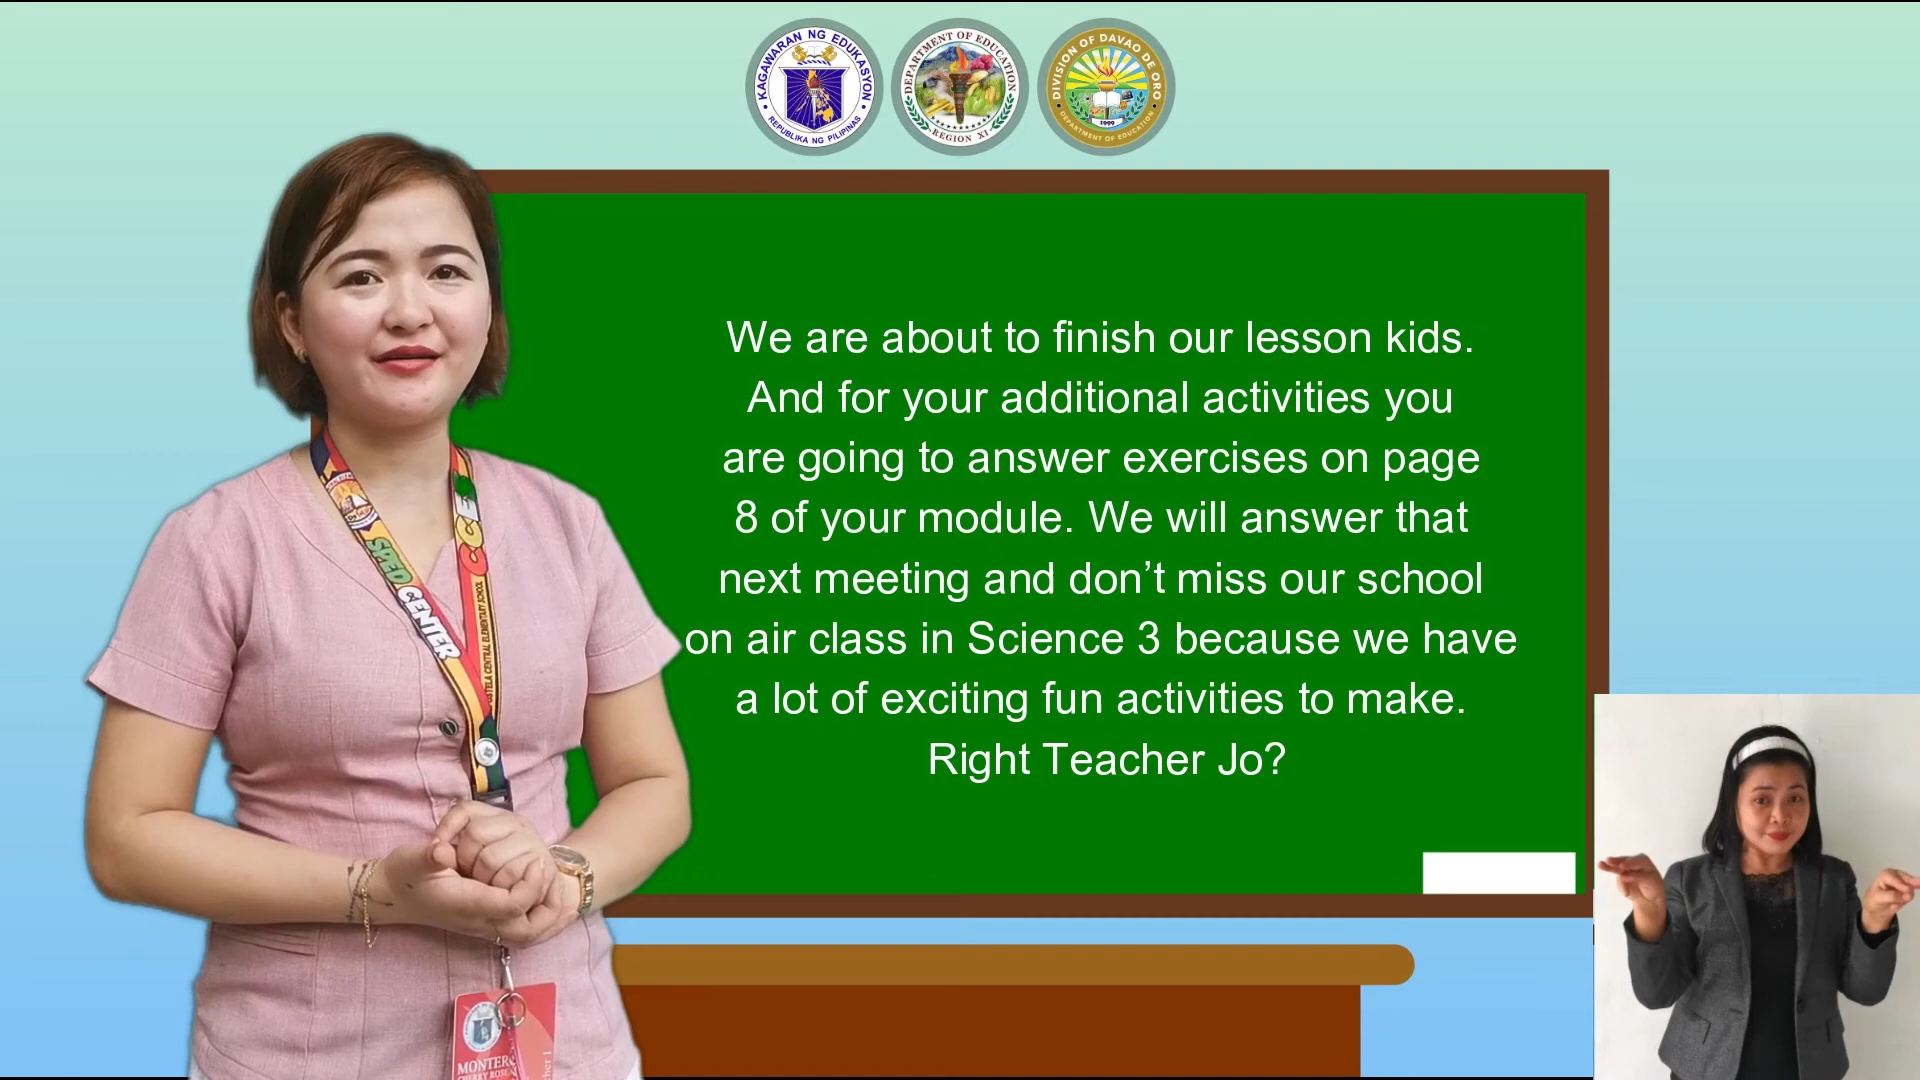 KAGAWARAN NG EDUKASYON
REPUBLIKA NG PILIPINAS
DEPARTMENT OF EDUCATION
REGION XI
DIVISION OF DAVAO DE ORO
1999
DEPARTMENT OF EDUCATION
We are about to finish our lesson kids.
And for your additional activities you
are going to answer exercises on page
8 of your module. We will answer that
next meeting and don’t miss our school
on air class in Science 3 because we have
a lot of exciting fun activities to make.
Right Teacher Jo?
SPED CENTER
CENTRAL ELEMENTARY SCHOOL